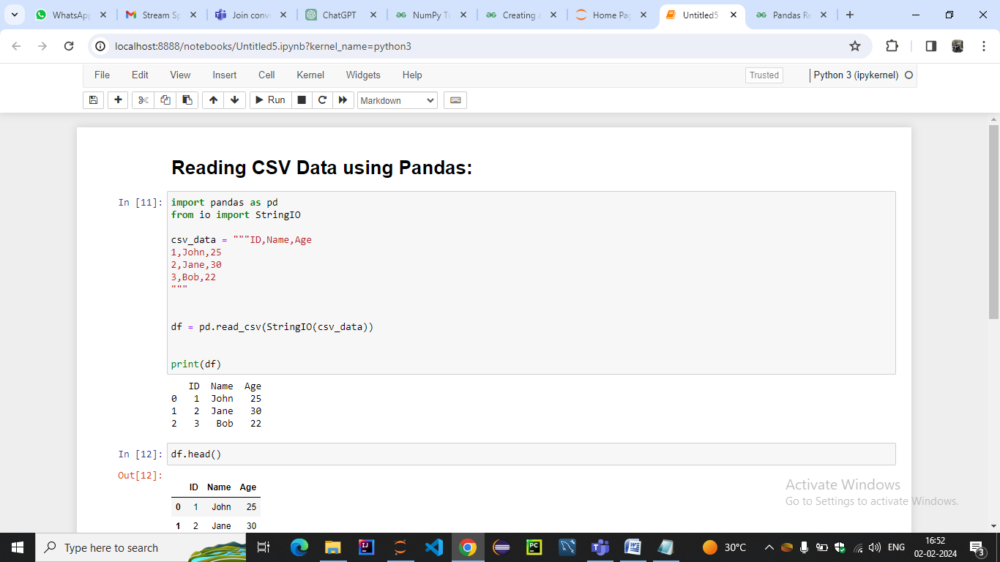 WhatsApp
Stream Sp
Join conv
ChatGPT
NumPy Tu
Creating a
Home Pag
Untitled5
Pandas Re
localhost:8888/notebooks/Untitled5.ipynb?kernel_name=python3
File Edit View Insert Cell Kernel Widgets Help Trusted Python 3 (ipykernel)
Run Markdown
Reading CSV Data using Pandas:
In [11]: import pandas as pd
from io import StringIO
csv_data = """ID,Name,Age
1,John,25
2,Jane,30
3,Bob,22
"""
df = pd.read_csv(StringIO(csv_data))
print(df)
ID Name Age
0 1 John 25
1 2 Jane 30
2 3 Bob 22
In [12]: df.head()
Out[12]:
ID Name Age
0 1 John 25
1 2 Jane 30
Activate Windows
Go to Settings to activate Windows.
Type here to search
30°C
ENG
16:52
02-02-2024
3